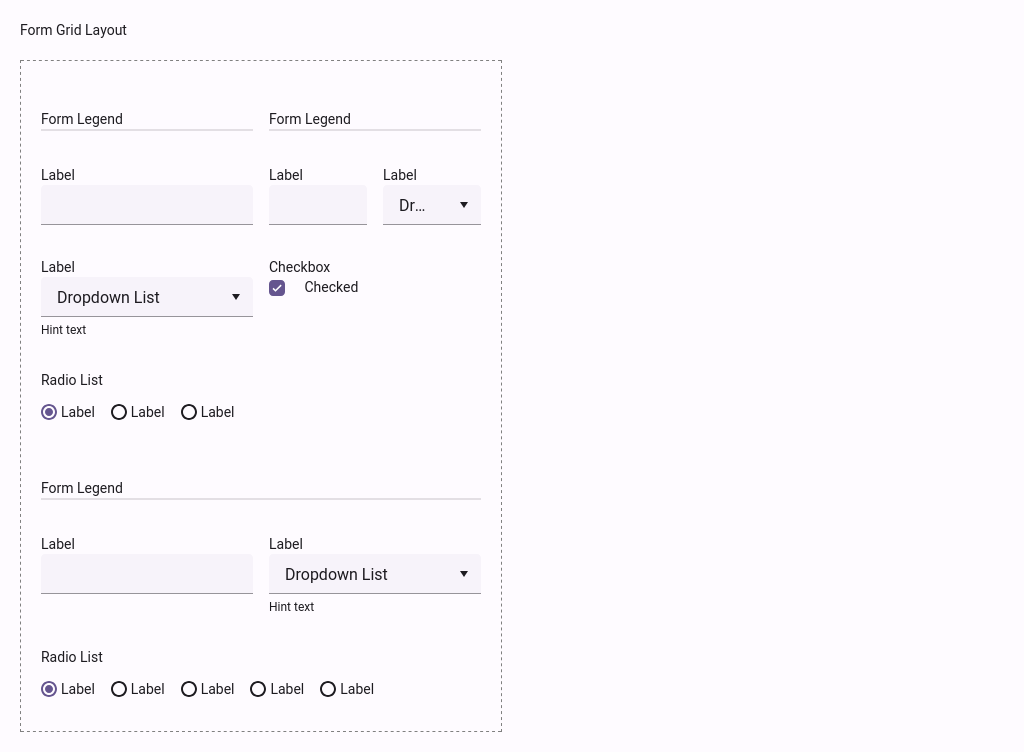 Form Grid Layout
Form Legend Form Legend
Label Label Label
Dr...
Label Checkbox
Dropdown List Checked
Hint text
Radio List
Label Label Label
Form Legend
Label Label
Dropdown List
Hint text
Radio List
Label Label Label Label Label